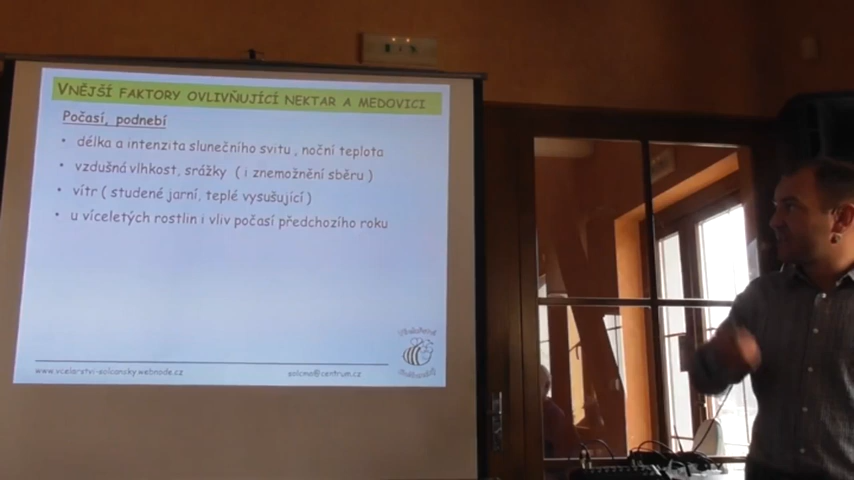 VNĚJŠÍ FAKTORY OVLIVŇUJÍCÍ NEKTAR A MEDOVICI
Počasí, podnebí
• délka a intenzita slunečního svitu , noční teplota
• vzdušná vlhkost, srážky ( i znemožnění sběru )
• vítr ( studené jarní, teplé vysušující )
• u víceletých rostlin i vliv počasí předchozího roku
www.vcelarstvi-solcansky.webnode.cz
solcmo@centrum.cz